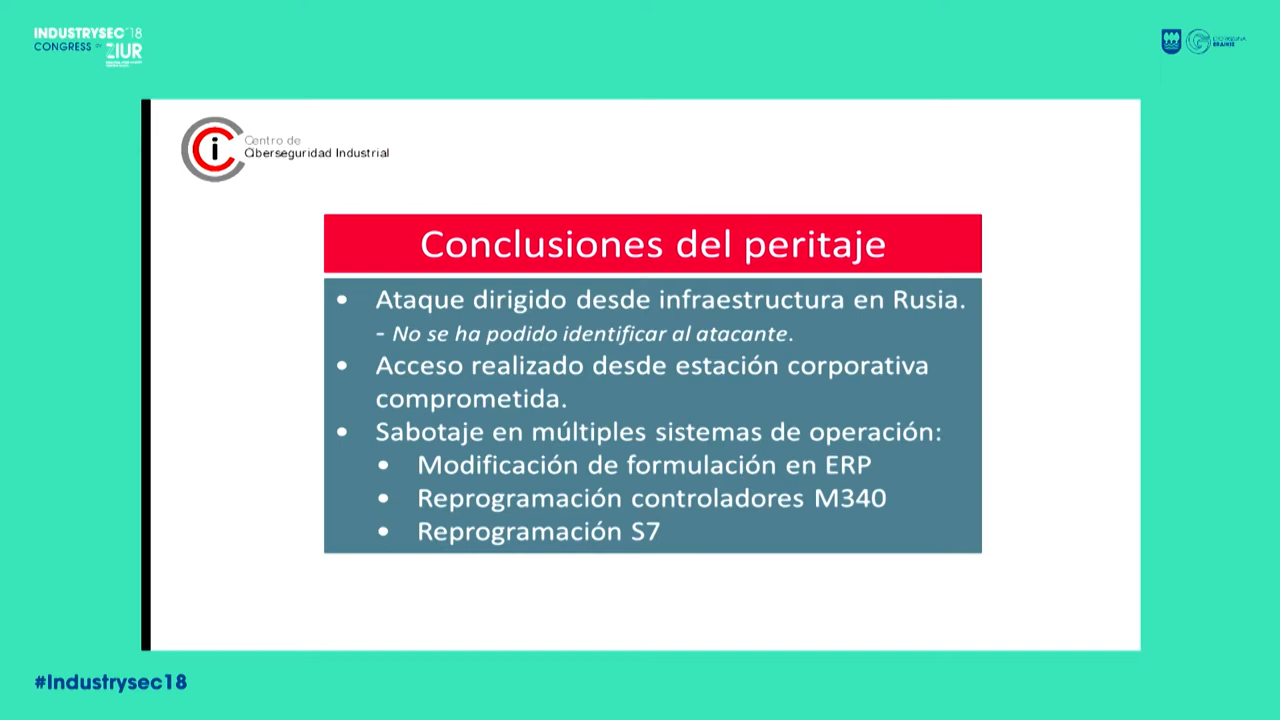 INDUSTRYSEC'18
CONGRESS BY ZIUR
Centro de
Ciberseguridad Industrial
Conclusiones del peritaje
• Ataque dirigido desde infraestructura en Rusia.
- No se ha podido identificar al atacante.
• Acceso realizado desde estación corporativa
comprometida.
• Sabotaje en múltiples sistemas de operación:
• Modificación de formulación en ERP
• Reprogramación controladores M340
• Reprogramación S7
#Industrysec18